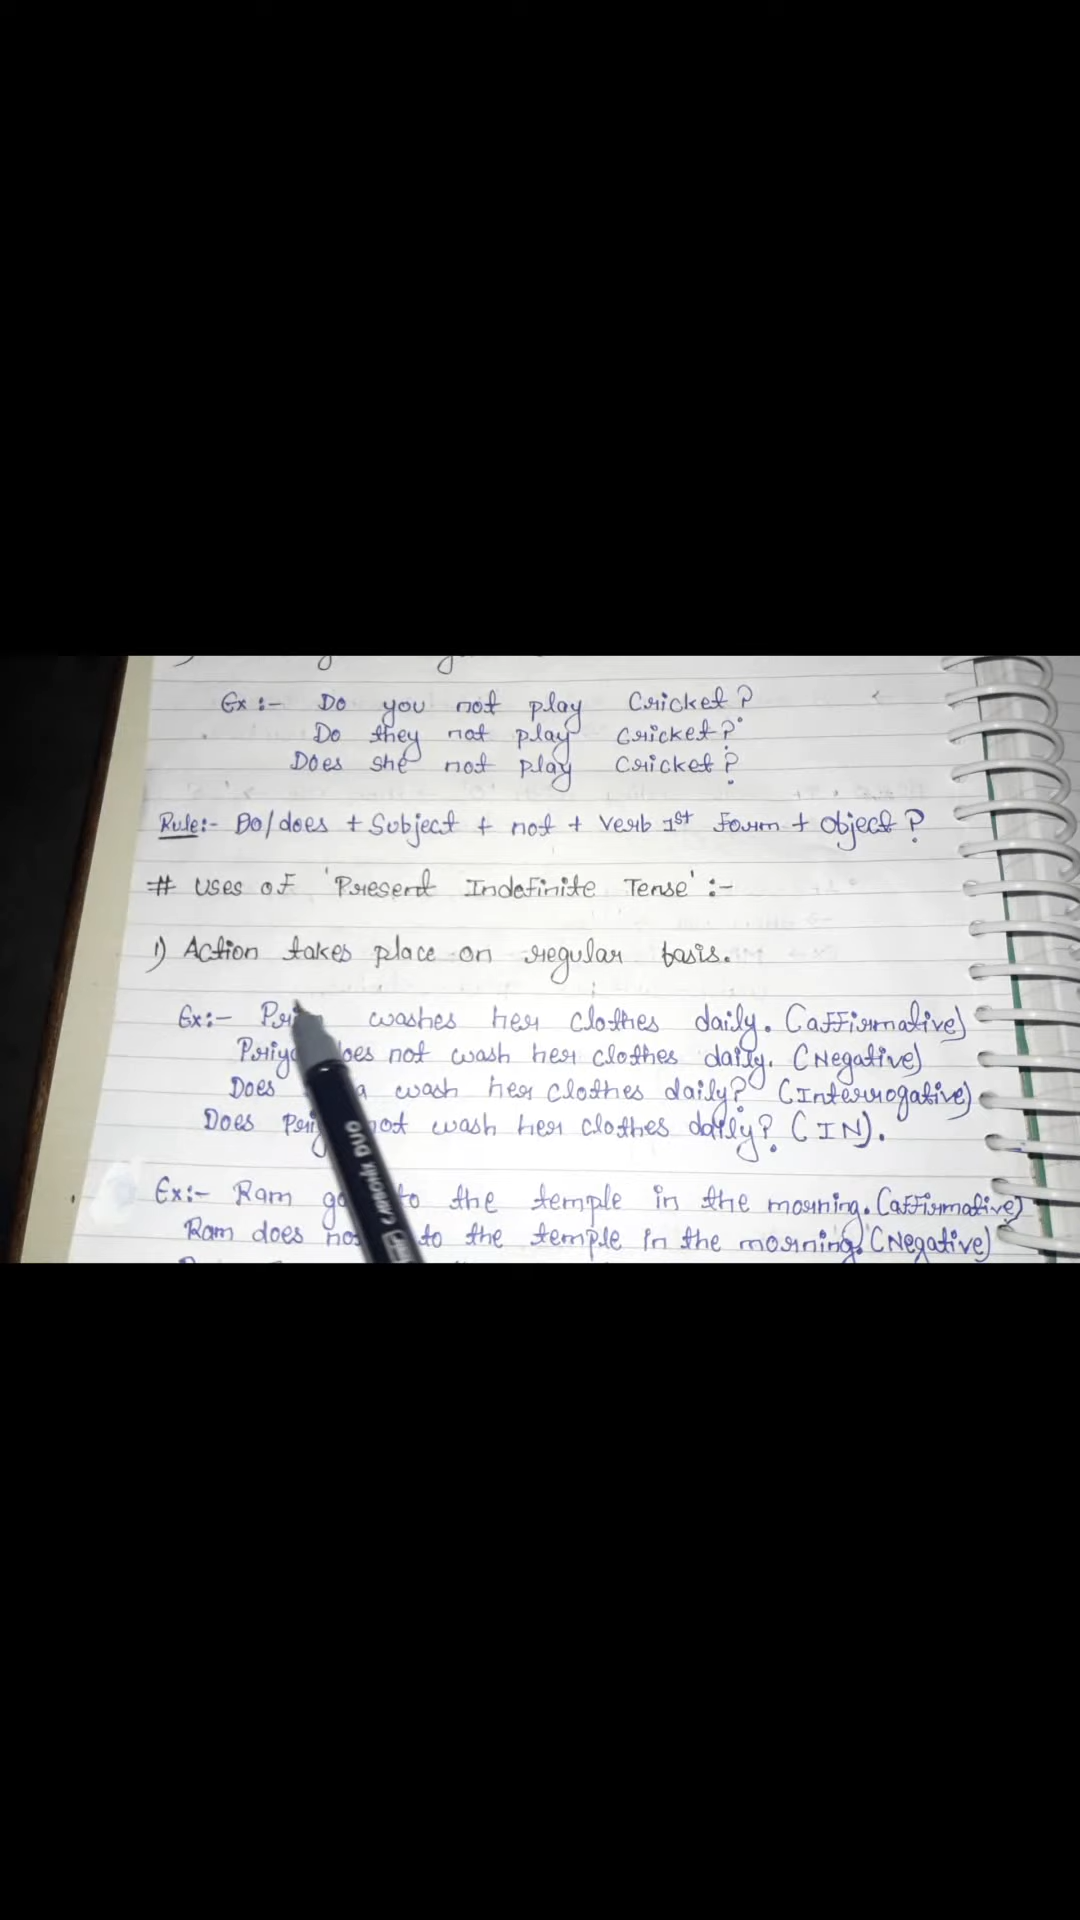 Ex :- Do you not play Cricket?
Do they not play Cricket?
Does she not play Cricket?
Rule:- Do/does + Subject + not + Verb 1st Form + Object?
# Uses of 'Present Indefinite Tense' :-
1) Action takes place on regular basis.
Ex:- washes her clothes daily. (Affirmative)
not wash her clothes daily. (Negative)
Does wash her clothes daily? (Interrogative)
Does not wash her clothes daily? (IN).
Ex:- Ram to the temple in the morning. (Affirmative)
Ram does to the temple in the morning. (Negative)
CAMOlix DUO